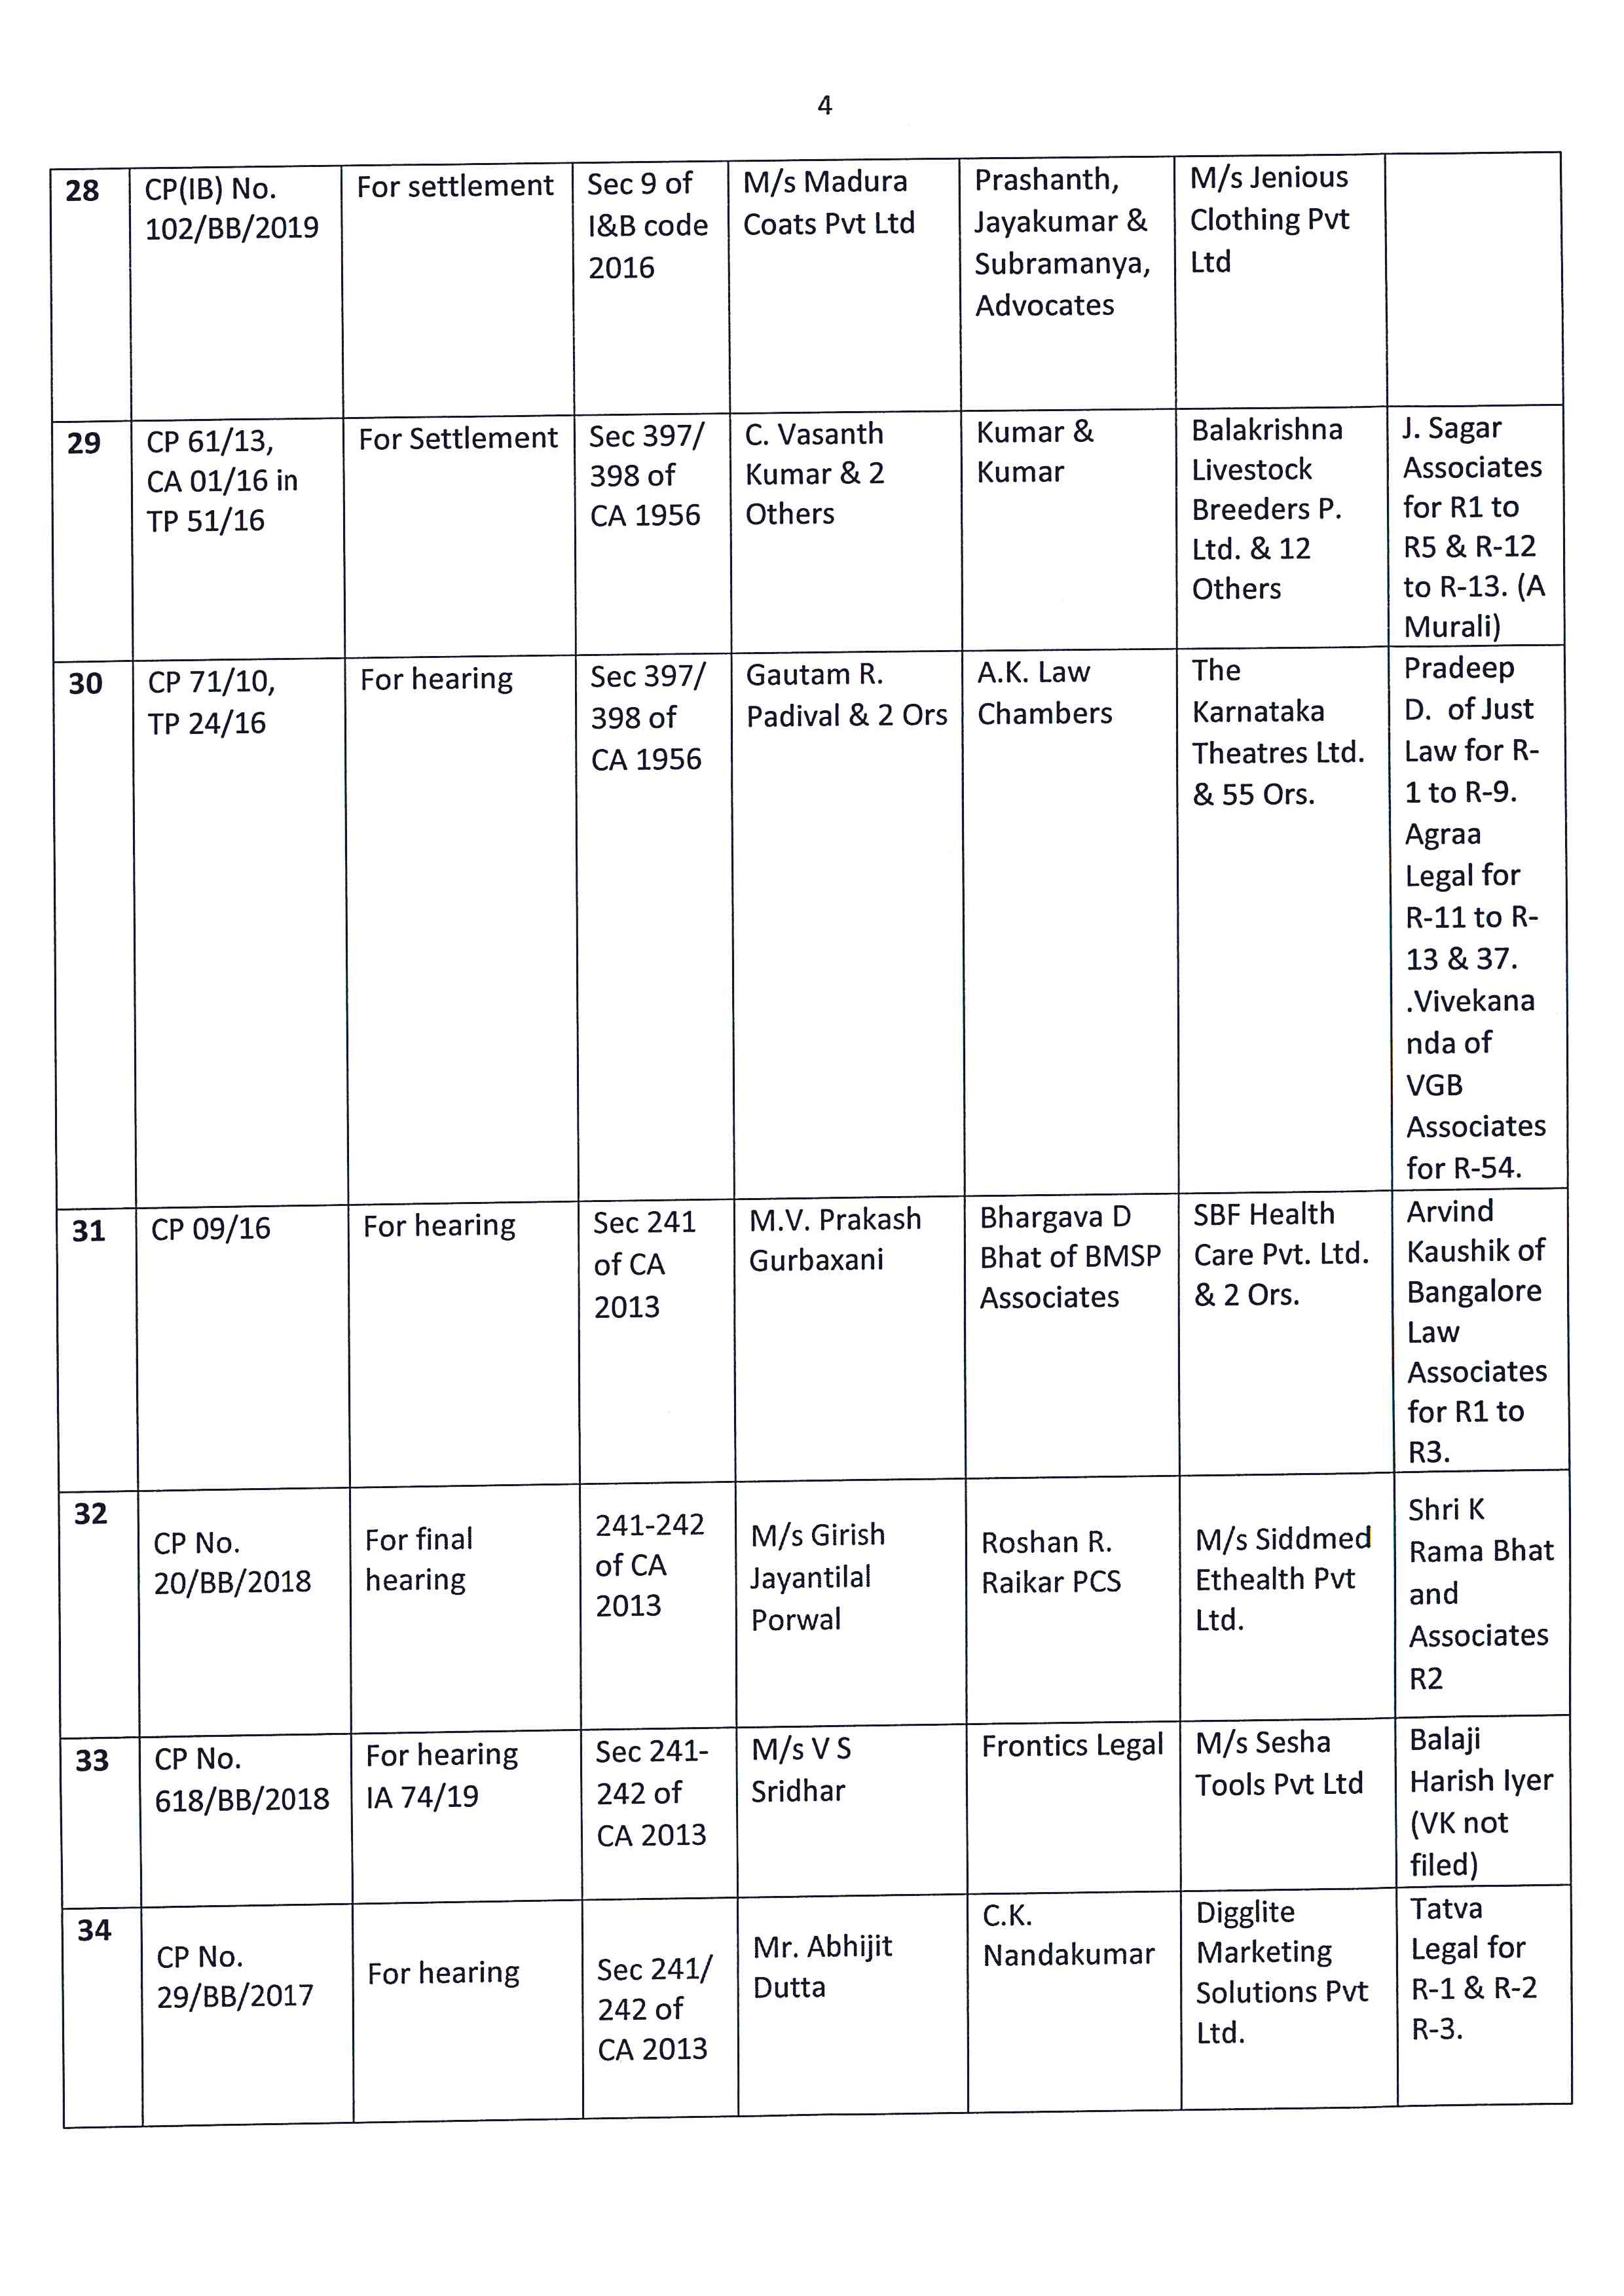 4
28
CP(IB) No.
102/BB/2019
For settlement
Sec 9 of
I&B code
2016
M/s Madura
Coats Pvt Ltd
Prashanth,
Jayakumar &
Subramanya,
Advocates
M/s Jenious
Clothing Pvt
Ltd
29
CP 61/13,
CA 01/16 in
TP 51/16
For Settlement
Sec 397/
398 of
CA 1956
C. Vasanth
Kumar & 2
Others
Kumar &
Kumar
Balakrishna
Livestock
Breeders P.
Ltd. & 12
Others
J. Sagar
Associates
for R1 to
R5 & R-12
to R-13. (A
Murali)
30
CP 71/10,
TP 24/16
For hearing
Sec 397/
398 of
CA 1956
Gautam R.
Padival & 2 Ors
A.K. Law
Chambers
The
Karnataka
Theatres Ltd.
& 55 Ors.
Pradeep
D. of Just
Law for R-
1 to R-9.
Agraa
Legal for
R-11 to R-
13 & 37.
.Vivekana
nda of
VGB
Associates
for R-54.
31
CP 09/16
For hearing
Sec 241
of CA
2013
M.V. Prakash
Gurbaxani
Bhargava D
Bhat of BMSP
Associates
SBF Health
Care Pvt. Ltd.
& 2 Ors.
Arvind
Kaushik of
Bangalore
Law
Associates
for R1 to
R3.
32
CP No.
20/BB/2018
For final
hearing
241-242
of CA
2013
M/s Girish
Jayantilal
Porwal
Roshan R.
Raikar PCS
M/s Siddmed
Ethealth Pvt
Ltd.
Shri K
Rama Bhat
and
Associates
R2
33
CP No.
618/BB/2018
For hearing
IA 74/19
Sec 241-
242 of
CA 2013
M/s V S
Sridhar
Frontics Legal
M/s Sesha
Tools Pvt Ltd
Balaji
Harish Iyer
(VK not
filed)
34
CP No.
29/BB/2017
For hearing
Sec 241/
242 of
CA 2013
Mr. Abhijit
Dutta
C.K.
Nandakumar
Digglite
Marketing
Solutions Pvt
Ltd.
Tatva
Legal for
R-1 & R-2
R-3.